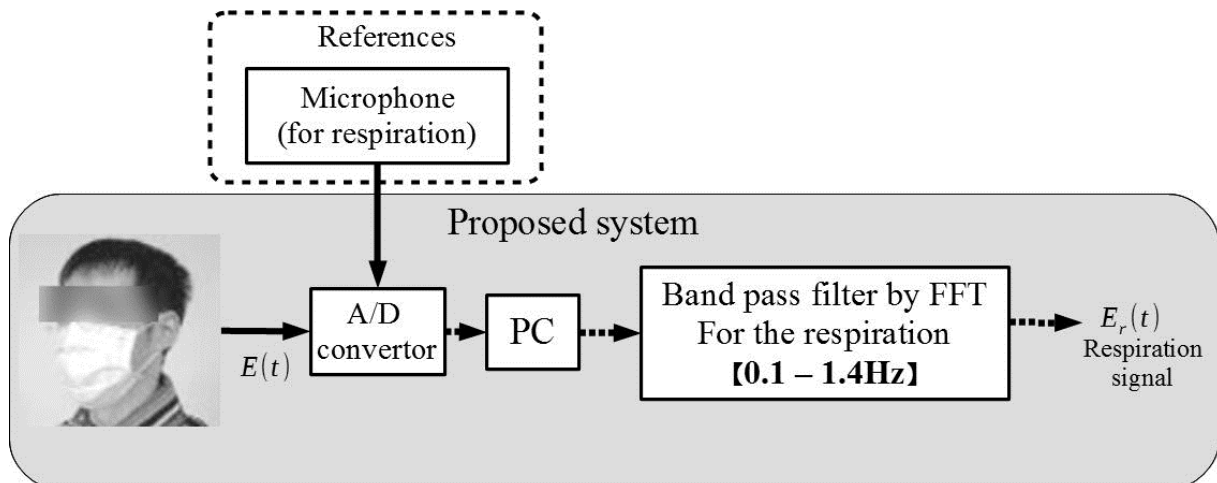 References
Microphone
(for respiration)
Proposed system
E(t)
A/D
convertor
PC
Band pass filter by FFT
For the respiration
【0.1 – 1.4Hz】
E_r(t)
Respiration
signal